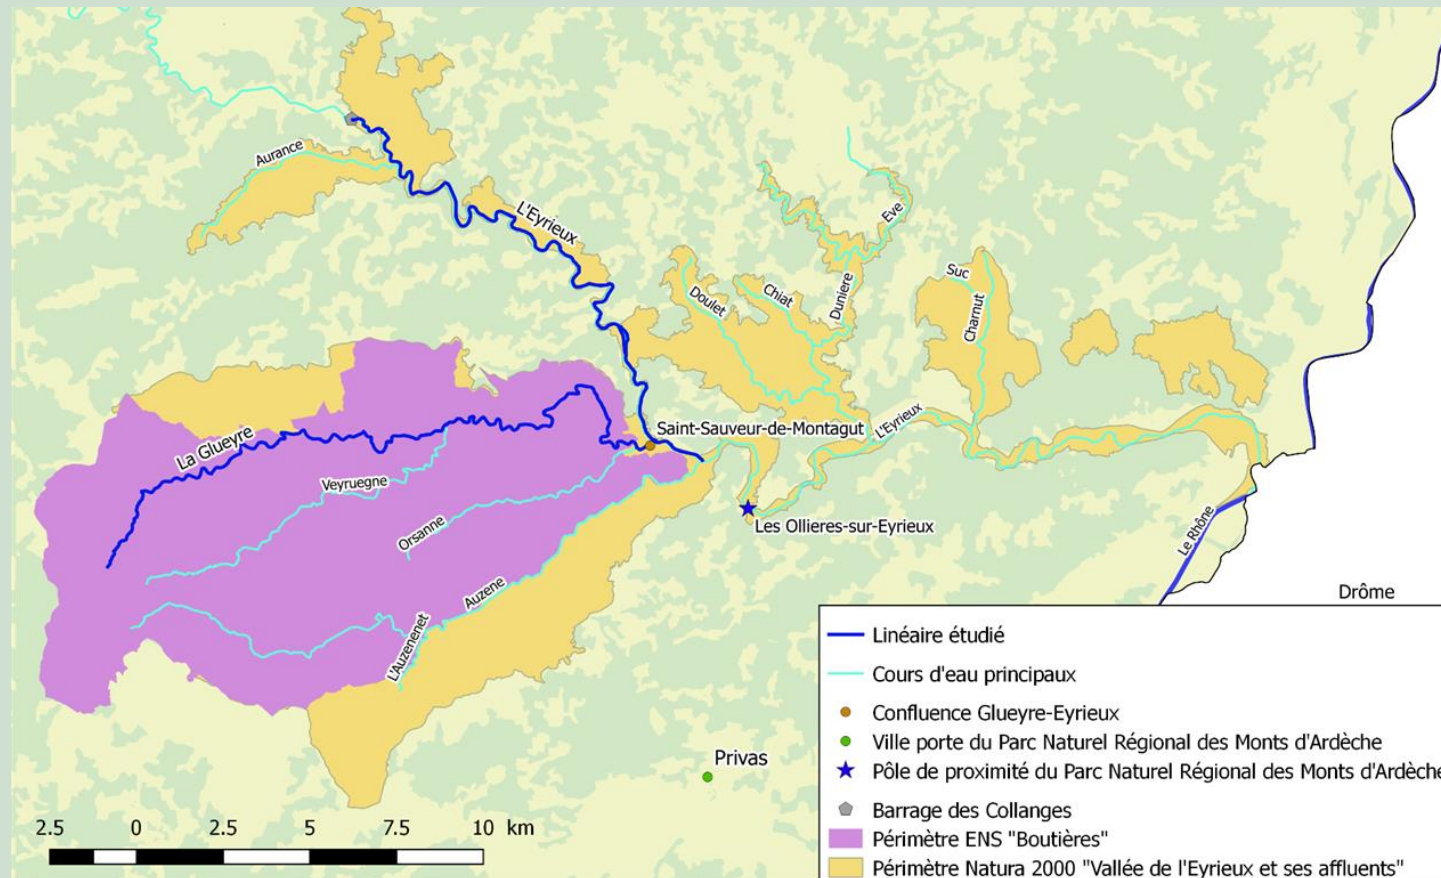 Aurance
L'Eyrieux
Eve
Suc
Doulet
Chiat
Duniere
Charnut
La Glueyre
Saint-Sauveur-de-Montagut
L'Eyrieux
Veyruegne
Orsanne
Les Ollieres-sur-Eyrieux
Le Rhône
Auzene
L'Auzenenet
Drôme
Privas
2.5 0 2.5 5 7.5 10 km
Linéaire étudié
Cours d'eau principaux
Confluence Glueyre-Eyrieux
Ville porte du Parc Naturel Régional des Monts d'Ardèche
Pôle de proximité du Parc Naturel Régional des Monts d'Ardèche
Barrage des Collanges
Périmètre ENS "Boutières"
Périmètre Natura 2000 "Vallée de l'Eyrieux et ses affluents"